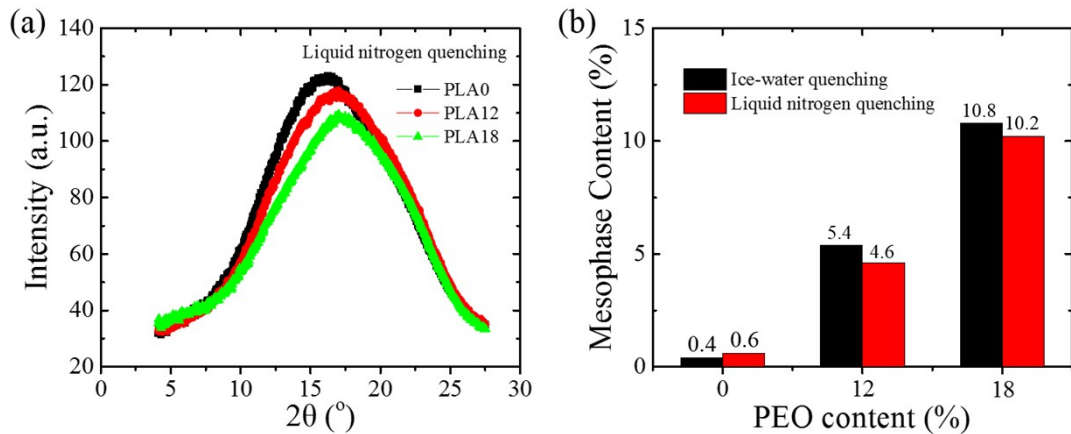 (a)
140
120
100
80
60
40
20
Intensity (a.u.)
Liquid nitrogen quenching
PLA0
PLA12
PLA18
0 5 10 15 20 25 30
2θ (°)
(b)
15
10
5
0
Mesophase Content (%)
Ice-water quenching
Liquid nitrogen quenching
0.4 0.6
5.4 4.6
10.8 10.2
0 12 18
PEO content (%)